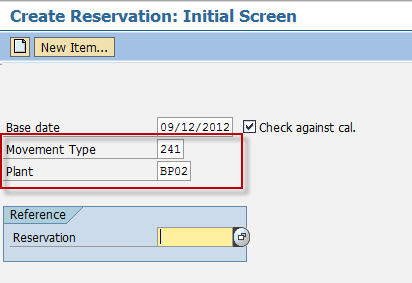 Create Reservation: Initial Screen
New Item...
Base date 09/12/2012 Check against cal.
Movement Type 241
Plant BP02
Reference
Reservation